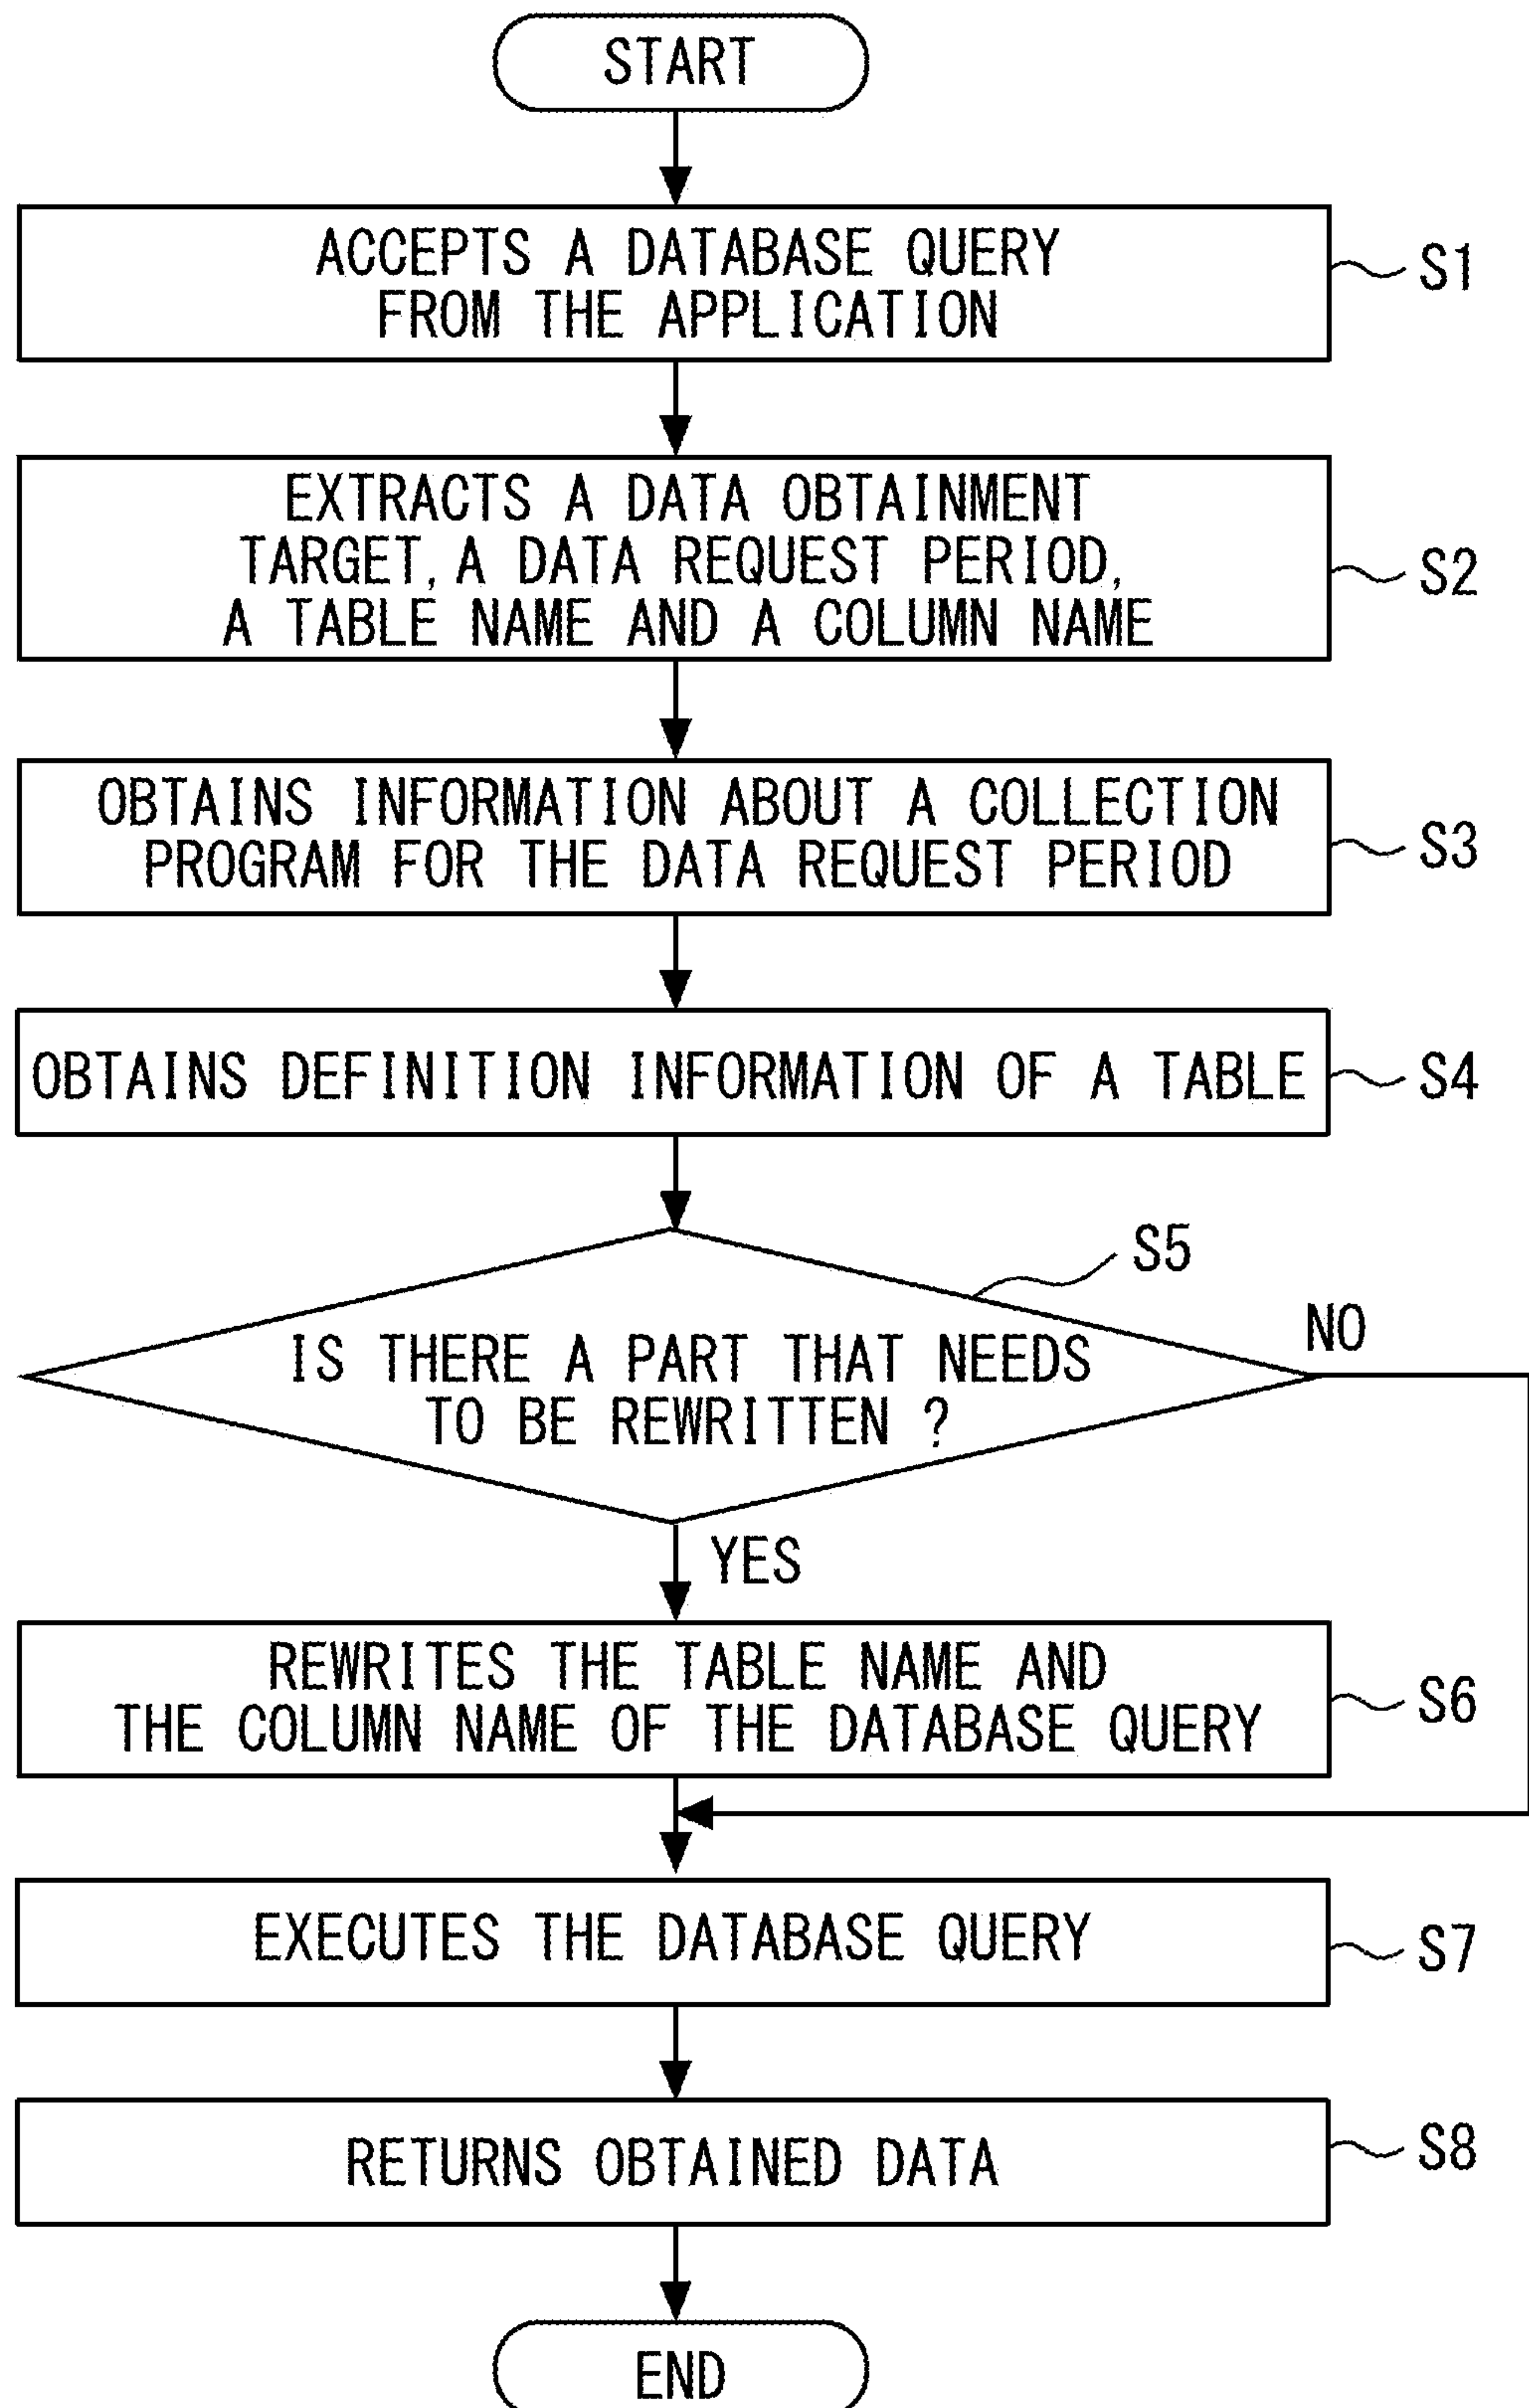 START
ACCEPTS A DATABASE QUERY
FROM THE APPLICATION
S1
EXTRACTS A DATA OBTAINMENT
TARGET, A DATA REQUEST PERIOD,
A TABLE NAME AND A COLUMN NAME
S2
OBTAINS INFORMATION ABOUT A COLLECTION
PROGRAM FOR THE DATA REQUEST PERIOD
S3
OBTAINS DEFINITION INFORMATION OF A TABLE
S4
S5
IS THERE A PART THAT NEEDS
TO BE REWRITTEN ?
NO
YES
REWRITES THE TABLE NAME AND
THE COLUMN NAME OF THE DATABASE QUERY
S6
EXECUTES THE DATABASE QUERY
S7
RETURNS OBTAINED DATA
S8
END